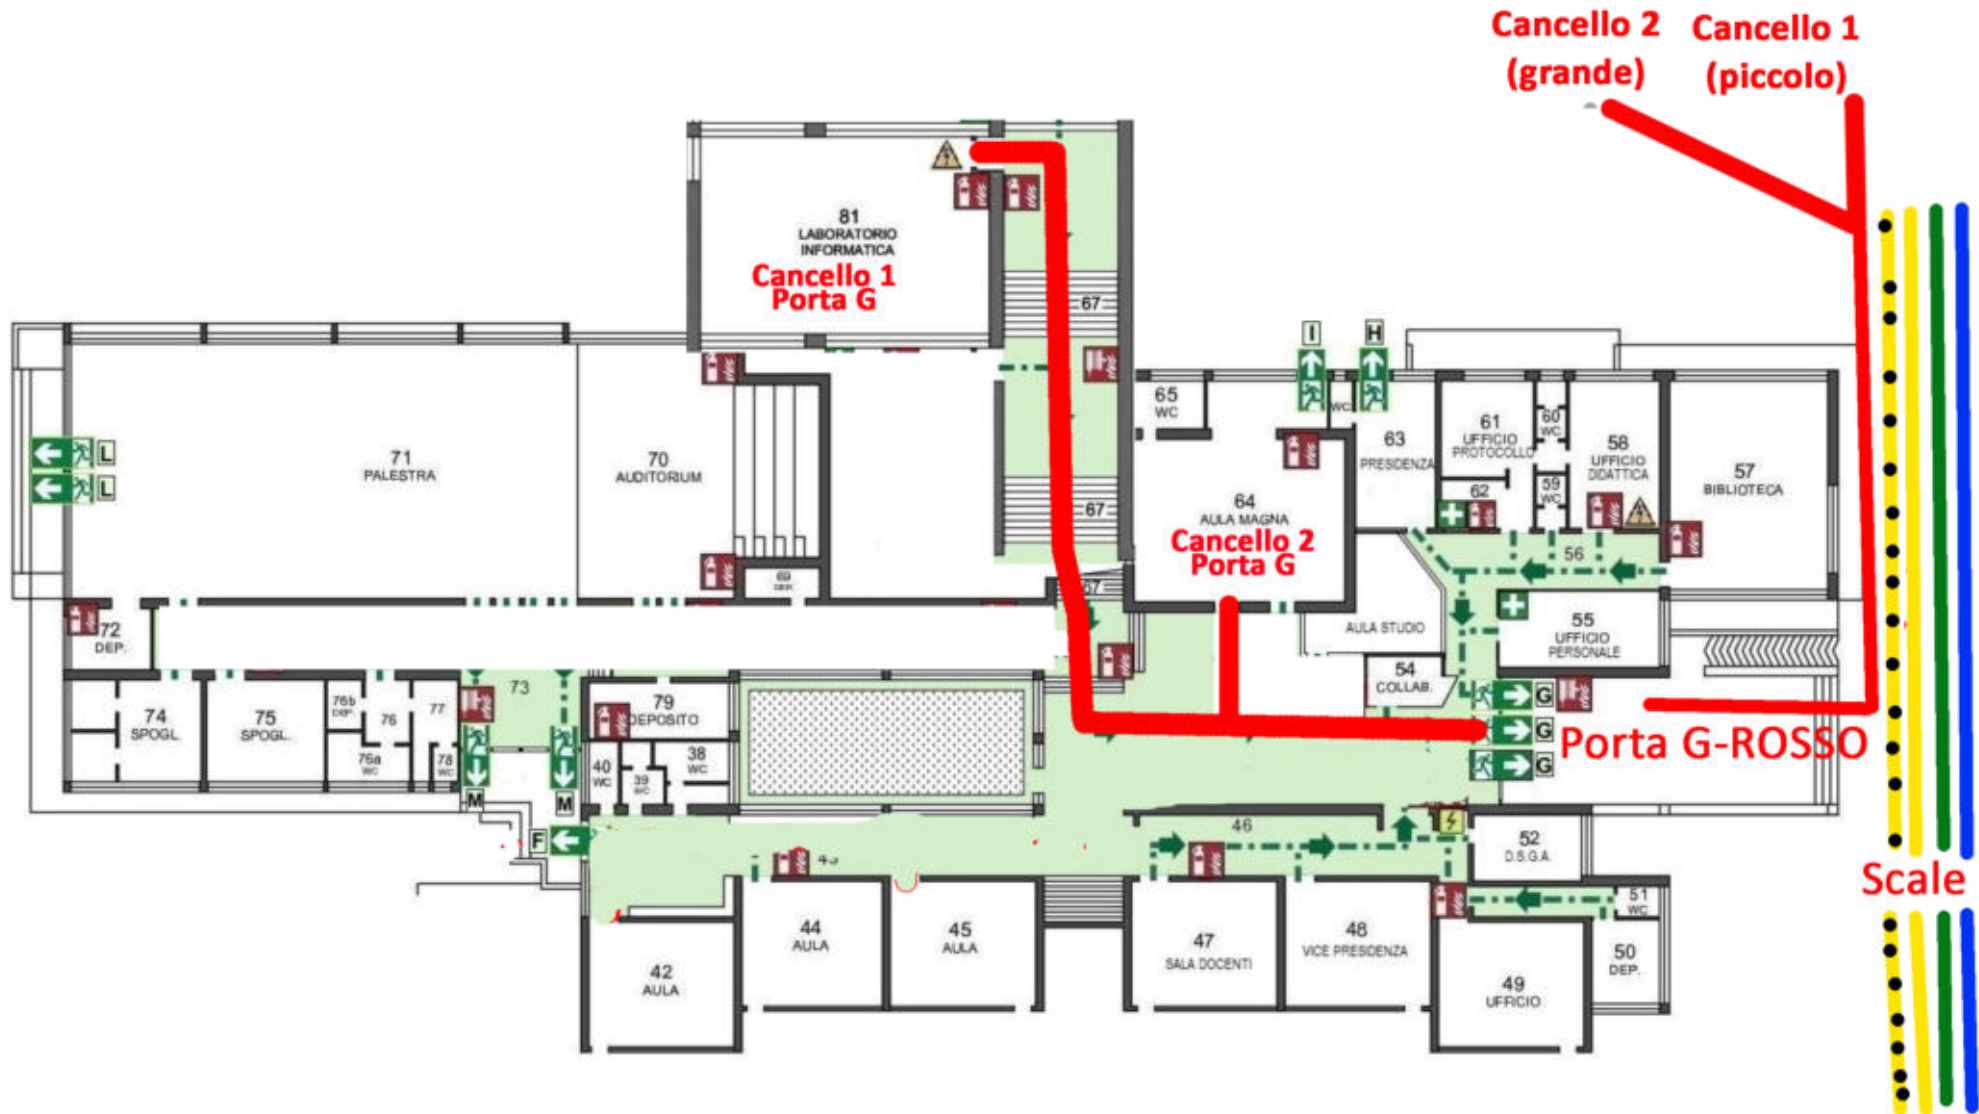 Cancello 2
(grande)
Cancello 1
(piccolo)
81
LABORATORIO
INFORMATICA
Cancello 1
Porta G
67
67
67
I
H
65
WC
WC
63
PRESIDENZA
61
UFFICIO
PROTOCOLLO
60
WC
59
WC
62
58
UFFICIO
DIDATTICA
57
BIBLIOTECA
L
L
71
PALESTRA
70
AUDITORIUM
64
AULA MAGNA
Cancello 2
Porta G
56
69
72
DEP.
AULA STUDIO
55
UFFICIO
PERSONALE
54
COLLAB.
G
G
G
Porta G-ROSSO
73
74
SPOGL.
75
SPOGL.
76b
DEP.
76
77
76a
WC
78
WC
79
DEPOSITO
40
WC
39
WC
38
WC
M
M
F
46
52
D.S.G.A.
Scale
51
WC
50
DEP.
44
AULA
45
AULA
42
AULA
47
SALA DOCENTI
48
VICE PRESIDENZA
49
UFFICIO